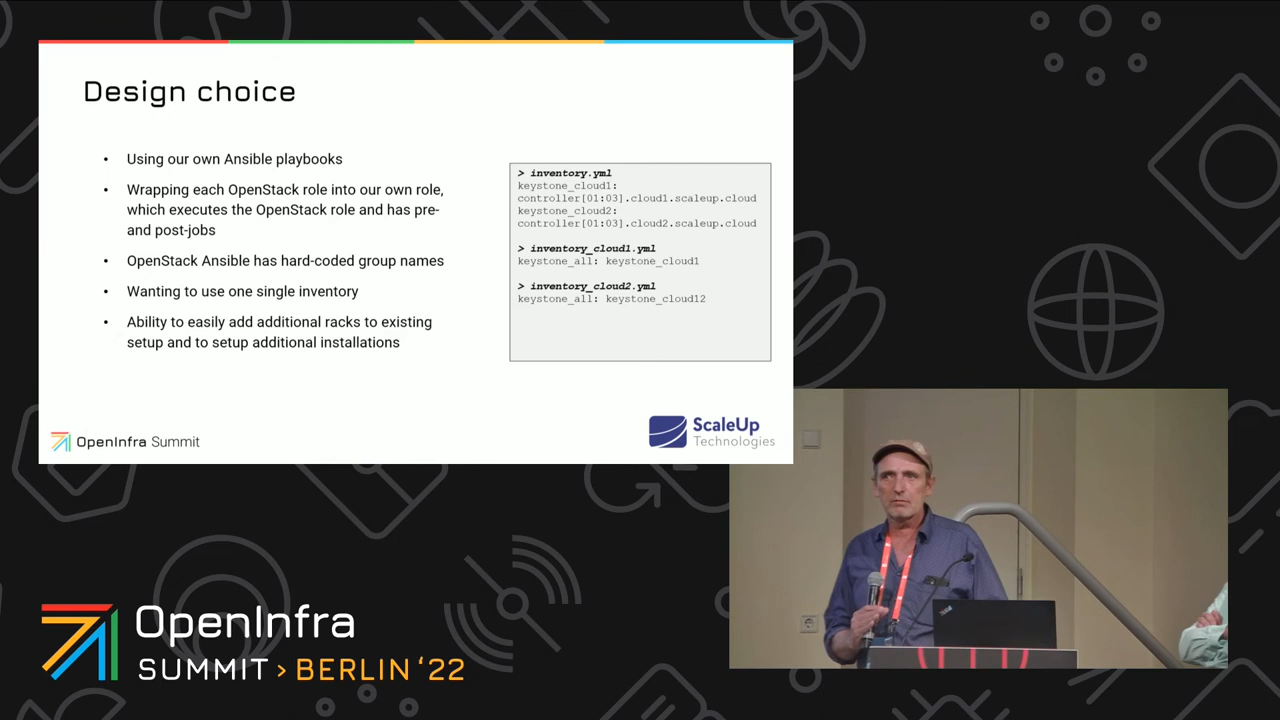 Design choice
• Using our own Ansible playbooks
• Wrapping each OpenStack role into our own role,
which executes the OpenStack role and has pre-
and post-jobs
• OpenStack Ansible has hard-coded group names
• Wanting to use one single inventory
• Ability to easily add additional racks to existing
setup and to setup additional installations
> inventory.yml
keystone_cloud1:
controller[01:03].cloud1.scaleup.cloud
keystone_cloud2:
controller[01:03].cloud2.scaleup.cloud
> inventory_cloud1.yml
keystone_all: keystone_cloud1
> inventory_cloud2.yml
keystone_all: keystone_cloud12
OpenInfra Summit
ScaleUp
Technologies
OpenInfra
SUMMIT > BERLIN ‘22